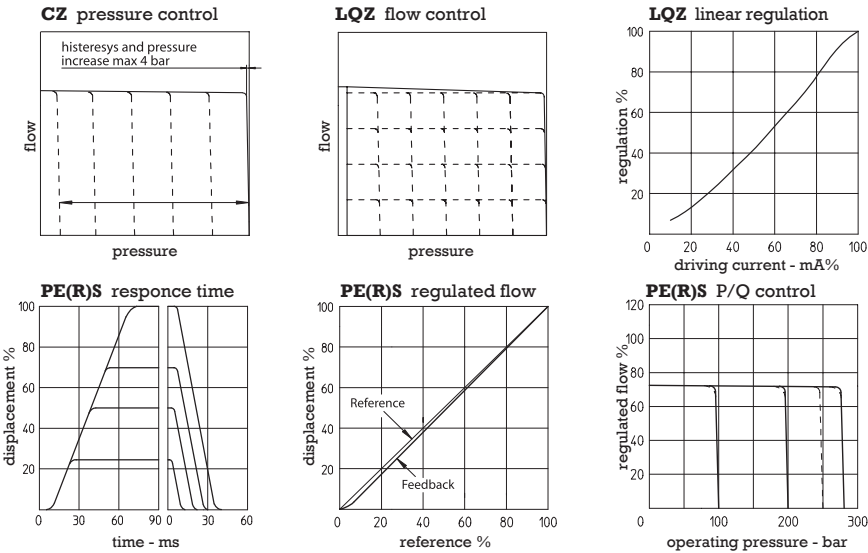 CZ pressure control
histeresys and pressure
increase max 4 bar
flow
pressure
LQZ flow control
flow
pressure
LQZ linear regulation
regulation %
100
80
60
40
20
0 20 40 60 80 100
driving current - mA%
PE(R)S responce time
displacement %
100
80
60
40
20
0 30 60 90 0 30 60
time - ms
PE(R)S regulated flow
displacement %
100
80
60
40
20
Reference
Feedback
0 20 40 60 80 100
reference %
PE(R)S P/Q control
regulated flow %
120
100
80
60
40
20
0 100 200 300
operating pressure - bar